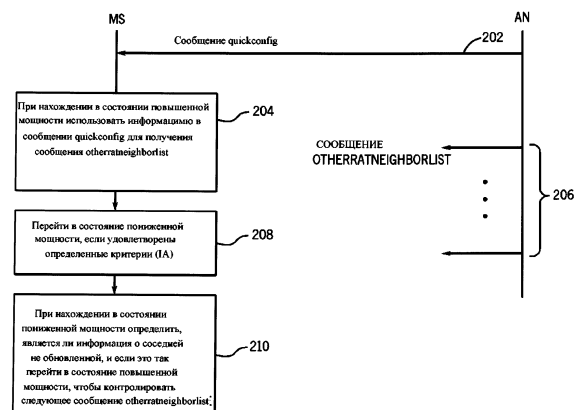 MS
AN
Сообщение quickconfig
202
При нахождении в состоянии повышенной
мощности использовать информацимю в
сообщении quickconfig для получения
сообщения otherratneighborlist
204
СООБЩЕНИЕ
OTHERRATNEIGHBORLIST
206
Перейти в состояние пониженной
мощности, если удовлетворены
определенные критерии (IA)
208
При нахождении в состоянии
пониженной мощности определить,
является ли информация о соседией
не обновленной, и если это так
перейти в состояние повышенной
мощности, чтобы контролировать
следующее сообщение otherratneighborlist;
210